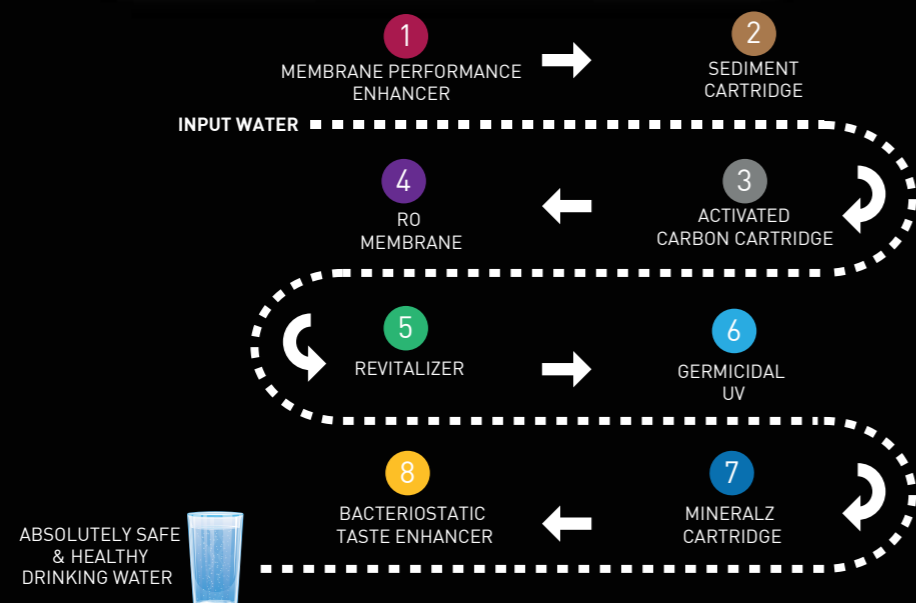 1
MEMBRANE PERFORMANCE
ENHANCER
2
SEDIMENT
CARTRIDGE
INPUT WATER
3
ACTIVATED
CARBON CARTRIDGE
4
RO
MEMBRANE
5
REVITALIZER
6
GERMICIDAL
UV
7
MINERALZ
CARTRIDGE
8
BACTERIOSTATIC
TASTE ENHANCER
ABSOLUTELY SAFE
& HEALTHY
DRINKING WATER